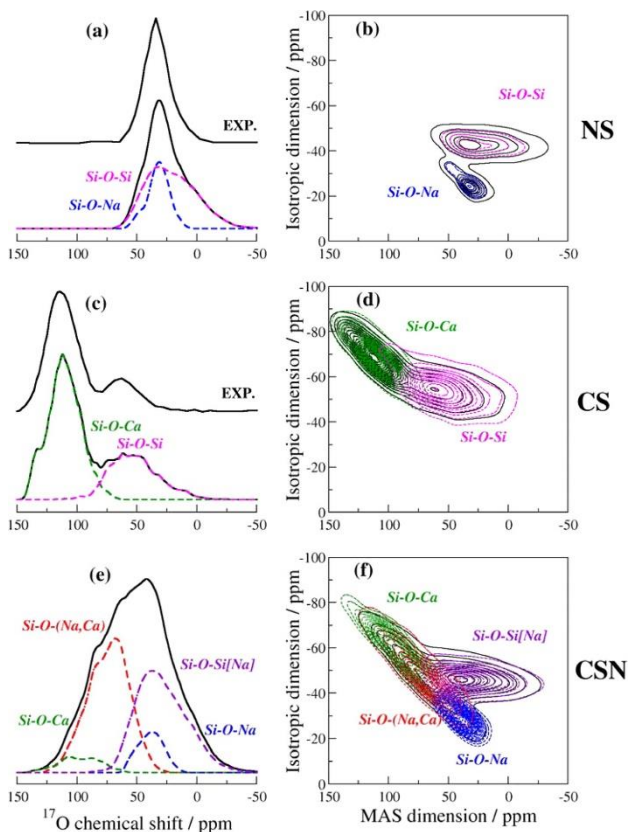 (a)
EXP.
Si-O-Si
Si-O-Na
150 100 50 0 -50
(b)
Isotropic dimension / ppm
-100
-80
-60
-40
-20
0
Si-O-Si
Si-O-Na
150 100 50 0 -50
NS
(c)
EXP.
Si-O-Ca
Si-O-Si
150 100 50 0 -50
(d)
Isotropic dimension / ppm
-100
-80
-60
-40
-20
0
Si-O-Ca
Si-O-Si
150 100 50 0 -50
CS
(e)
Si-O-(Na,Ca)
Si-O-Si[Na]
Si-O-Ca
Si-O-Na
150 100 50 0 -50
¹⁷O chemical shift / ppm
(f)
Isotropic dimension / ppm
-100
-80
-60
-40
-20
0
Si-O-Ca
Si-O-Si[Na]
Si-O-(Na,Ca)
Si-O-Na
150 100 50 0 -50
MAS dimension / ppm
CSN